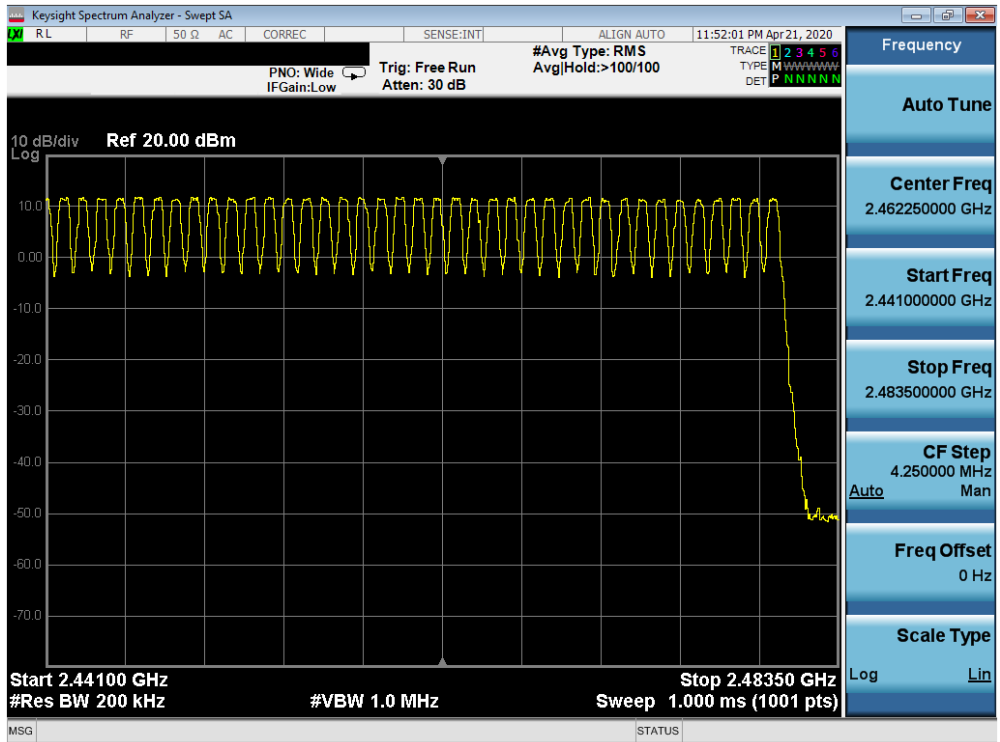 Keysight Spectrum Analyzer - Swept SA
LXI RL RF 50 Ω AC CORREC SENSE:INT ALIGN AUTO 11:52:01 PM Apr 21, 2020
#Avg Type: RMS TRACE 1 2 3 4 5 6
PNO: Wide Trig: Free Run Avg|Hold:>100/100 TYPE M WWWWW
IFGain:Low Atten: 30 dB DET P N N N N N
10 dB/div Ref 20.00 dBm
Log
10.0
0.00
-10.0
-20.0
-30.0
-40.0
-50.0
-60.0
-70.0
Start 2.44100 GHz Stop 2.48350 GHz
#Res BW 200 kHz #VBW 1.0 MHz Sweep 1.000 ms (1001 pts)
MSG STATUS
Frequency
Auto Tune
Center Freq
2.462250000 GHz
Start Freq
2.441000000 GHz
Stop Freq
2.483500000 GHz
CF Step
4.250000 MHz
Auto Man
Freq Offset
0 Hz
Scale Type
Log Lin